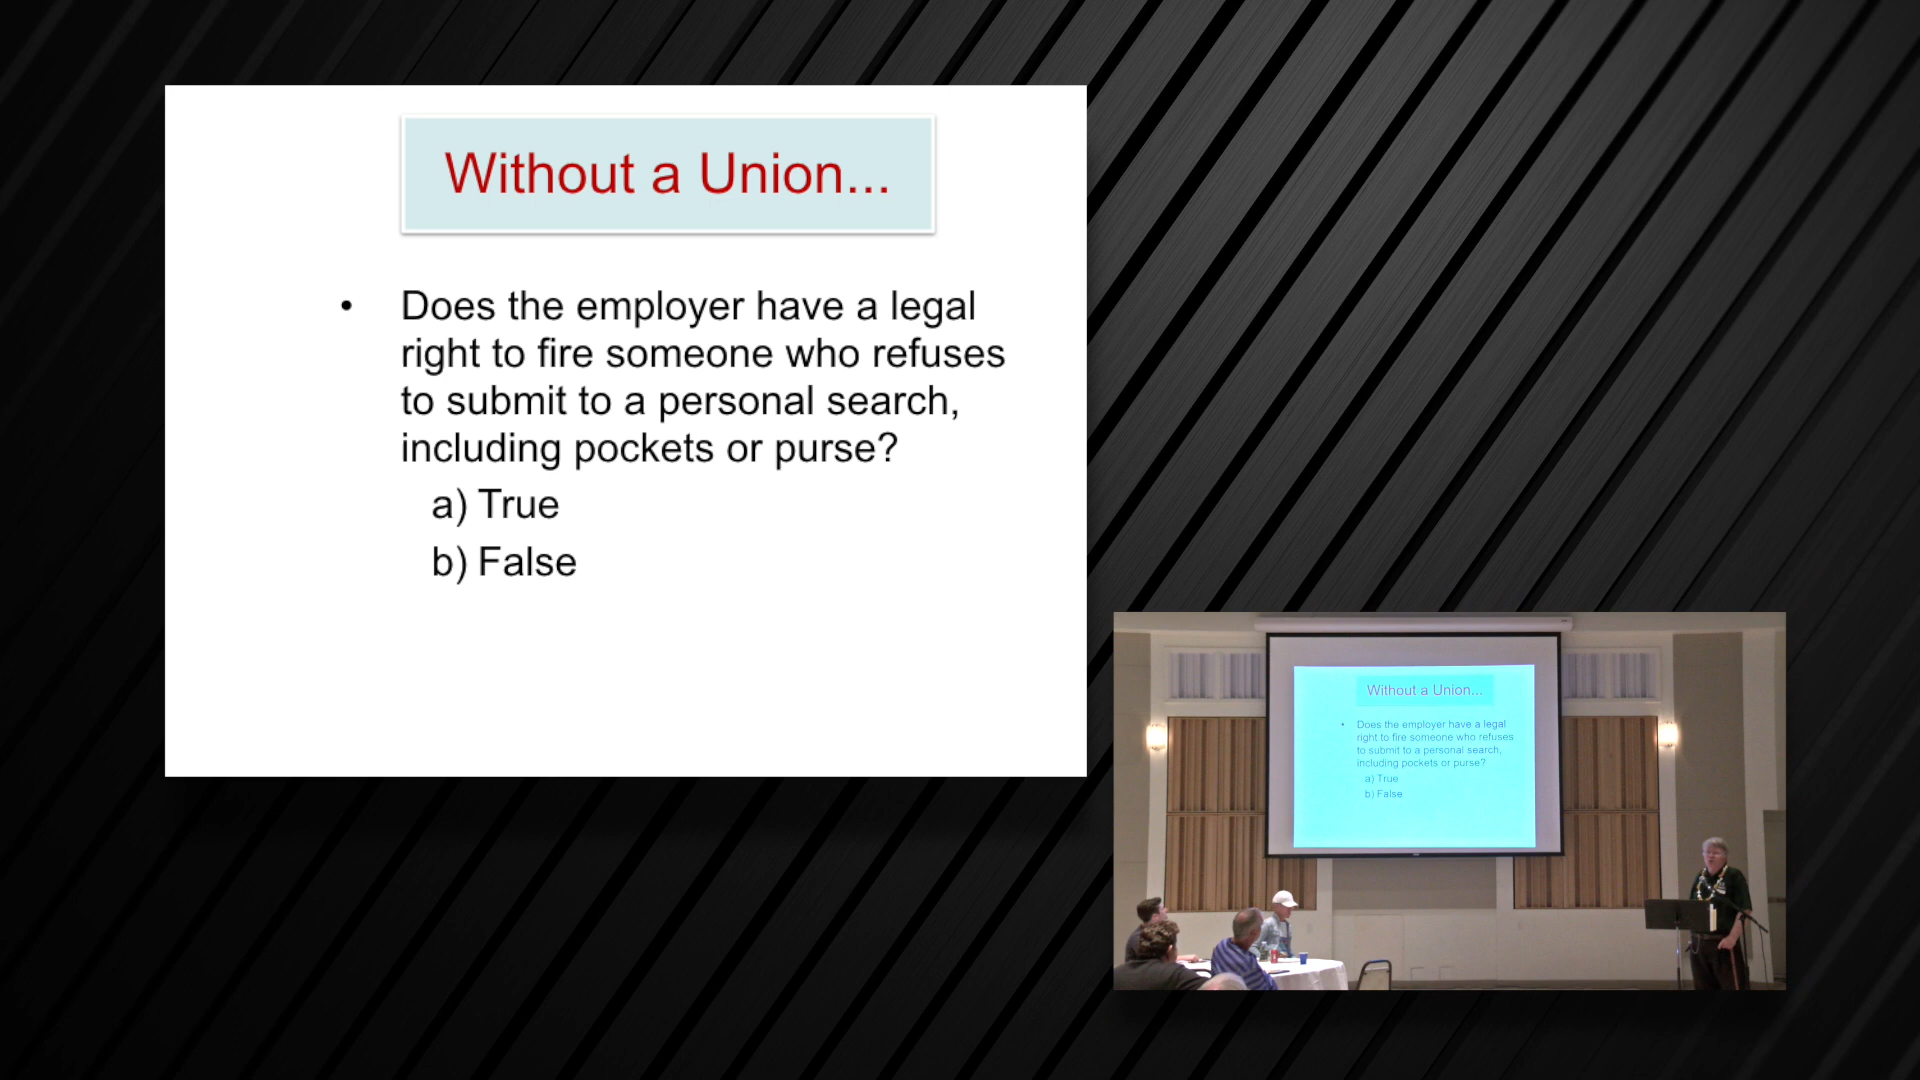 Without a Union...
• Does the employer have a legal
right to fire someone who refuses
to submit to a personal search,
including pockets or purse?
a) True
b) False
Without a Union...
• Does the employer have a legal
right to fire someone who refuses
to submit to a personal search,
including pockets or purse?
a) True
b) False